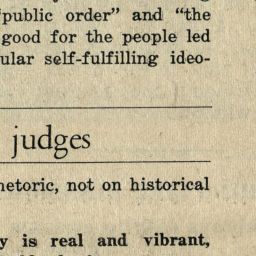 "public order" and "the
good for the people led
ular self-fulfilling ideo-
judges
hetoric, not on historical
y is real and vibrant,